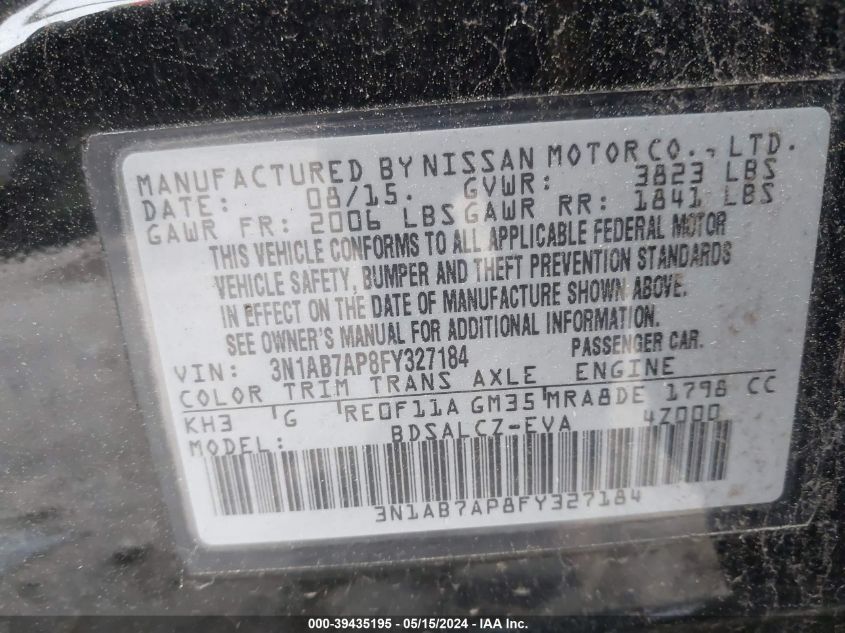 MANUFACTURED BY NISSAN MOTOR CO., LTD.
DATE: 08/15. GVWR: 3823 LBS
GAWR FR: 2006 LBS GAWR RR: 1841 LBS
THIS VEHICLE CONFORMS TO ALL APPLICABLE FEDERAL MOTOR
VEHICLE SAFETY, BUMPER AND THEFT PREVENTION STANDARDS
IN EFFECT ON THE DATE OF MANUFACTURE SHOWN ABOVE.
SEE OWNER'S MANUAL FOR ADDITIONAL INFORMATION.
VIN: 3N1AB7AP8FY327184 PASSENGER CAR.
COLOR TRIM TRANS AXLE ENGINE
KH3 G RE0F11A GM35 MRA8DE 1798 CC
MODEL: BDSALCZ-EVA 4Z000
3N1AB7AP8FY327184
000-39435195 - 05/15/2024 - IAA Inc.